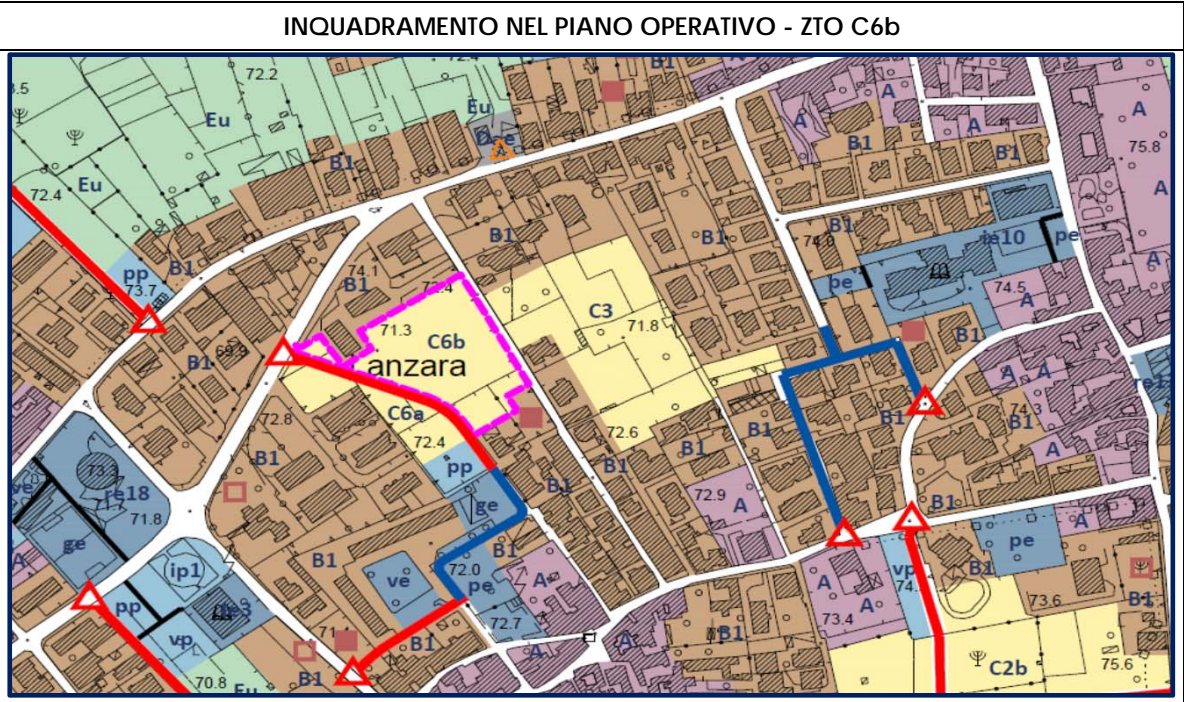 INQUADRAMENTO NEL PIANO OPERATIVO - ZTO C6b
72.2
Eu
B1
Eu
A
A
75.8
A
Eu
72.4
B1
B1
B1
A
pp
73.7
B1
74.1
B1
B1
B1
74.0
B1
ie10
pe
A
pe
74.5
A
B1
71.3
C6b
anzara
C3
71.8
B1
C6a
72.4
72.8
B1
72.6
B1
B1
B1
B1
A
A
74.3
B1
A
pp
ge
B1
72.9
A
B1
73.3
re18
71.8
ge
ip1
B1
ve
72.0
pe
B1
A
72.7
A
A
73.4
A
vp
B1
pe
A
73.6
B1
pp
vp
B1
B1
A
A
B1
C2b
75.6
70.8
Eu